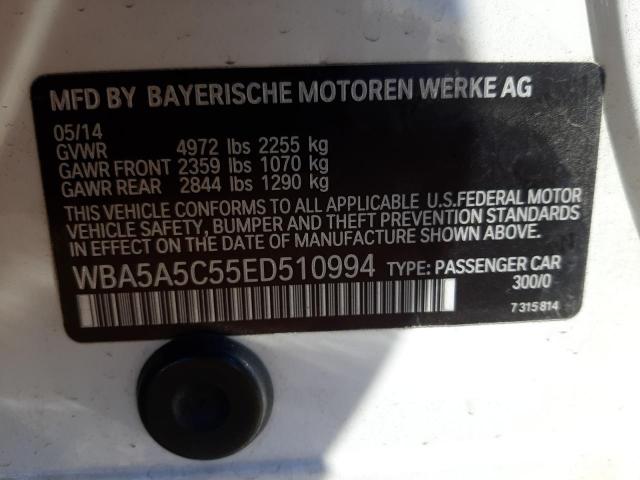 MFD BY BAYERISCHE MOTOREN WERKE AG
05/14
GVWR 4972 lbs 2255 kg
GAWR FRONT 2359 lbs 1070 kg
GAWR REAR 2844 lbs 1290 kg
THIS VEHICLE CONFORMS TO ALL APPLICABLE U.S.FEDERAL MOTOR
VEHICLE SAFETY, BUMPER AND THEFT PREVENTION STANDARDS
IN EFFECT ON THE DATE OF MANUFACTURE SHOWN ABOVE.
WBA5A5C55ED510994 TYPE: PASSENGER CAR
300/0
7 315 814